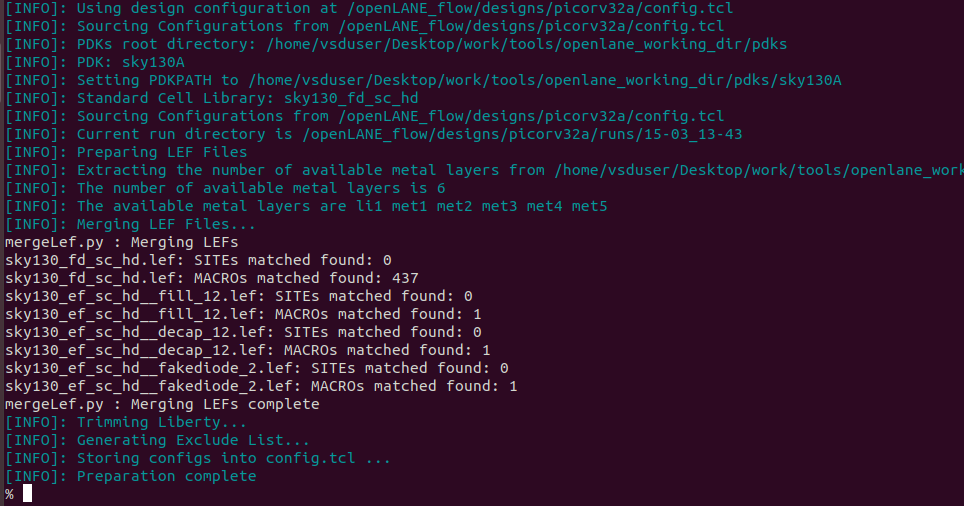 [INFO]: Using design configuration at /openLANE_flow/designs/picorv32a/config.tcl
[INFO]: Sourcing Configurations from /openLANE_flow/designs/picorv32a/config.tcl
[INFO]: PDKs root directory: /home/vsduser/Desktop/work/tools/openlane_working_dir/pdks
[INFO]: PDK: sky130A
[INFO]: Setting PDKPATH to /home/vsduser/Desktop/work/tools/openlane_working_dir/pdks/sky130A
[INFO]: Standard Cell Library: sky130_fd_sc_hd
[INFO]: Sourcing Configurations from /openLANE_flow/designs/picorv32a/config.tcl
[INFO]: Current run directory is /openLANE_flow/designs/picorv32a/runs/15-03_13-43
[INFO]: Preparing LEF Files
[INFO]: Extracting the number of available metal layers from /home/vsduser/Desktop/work/tools/openlane_work
[INFO]: The number of available metal layers is 6
[INFO]: The available metal layers are li1 met1 met2 met3 met4 met5
[INFO]: Merging LEF Files...
mergeLef.py : Merging LEFs
sky130_fd_sc_hd.lef: SITEs matched found: 0
sky130_fd_sc_hd.lef: MACROs matched found: 437
sky130_ef_sc_hd__fill_12.lef: SITEs matched found: 0
sky130_ef_sc_hd__fill_12.lef: MACROs matched found: 1
sky130_ef_sc_hd__decap_12.lef: SITEs matched found: 0
sky130_ef_sc_hd__decap_12.lef: MACROs matched found: 1
sky130_ef_sc_hd__fakediode_2.lef: SITEs matched found: 0
sky130_ef_sc_hd__fakediode_2.lef: MACROs matched found: 1
mergeLef.py : Merging LEFs complete
[INFO]: Trimming Liberty...
[INFO]: Generating Exclude List...
[INFO]: Storing configs into config.tcl ...
[INFO]: Preparation complete
%